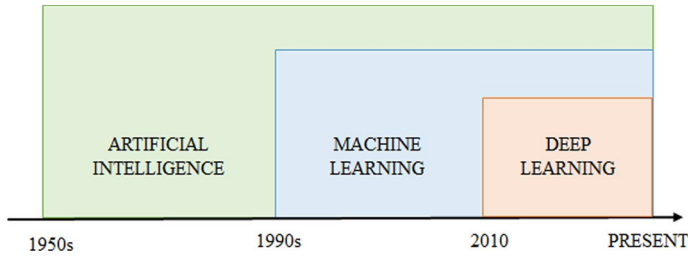 ARTIFICIAL
INTELLIGENCE
MACHINE
LEARNING
DEEP
LEARNING
1950s
1990s
2010
PRESENT